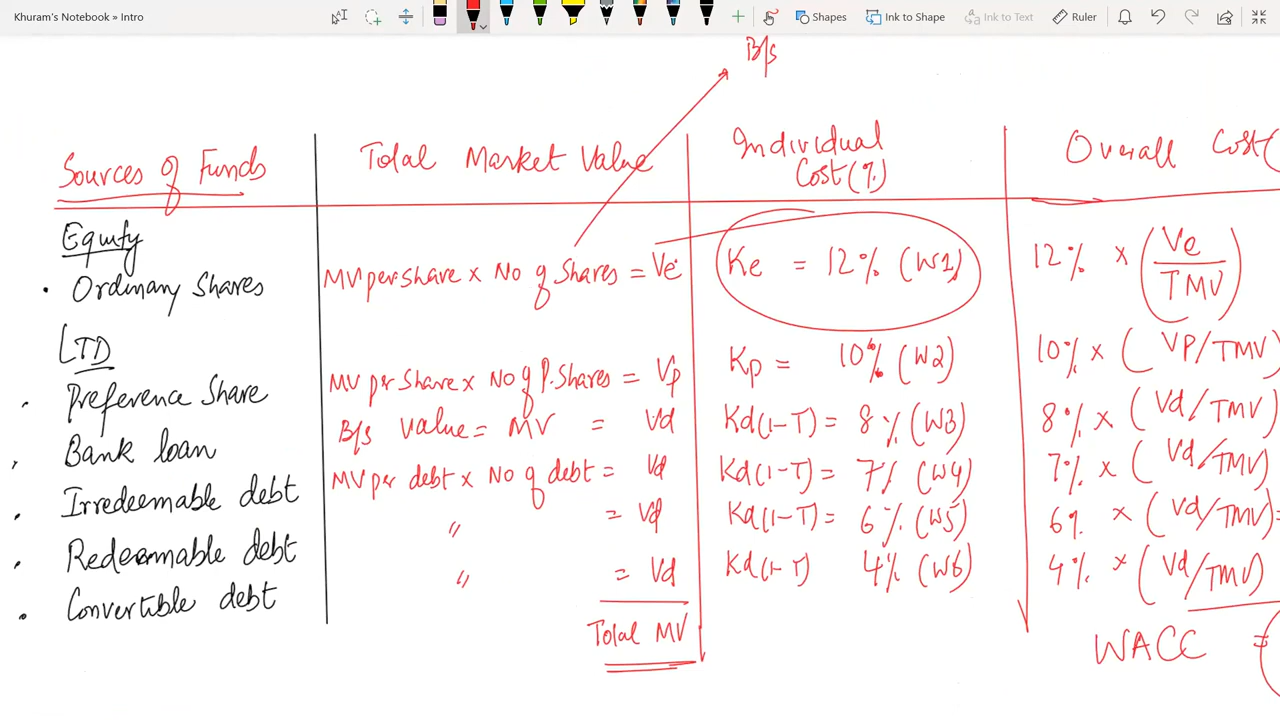 Khuram's Notebook » Intro
Shapes
Ink to Shape
Ink to Text
Ruler
B/s
Sources of Funds Total Market Value Individual Cost(%) Overall Cost(
Equity
• Ordinary Shares MV per share x No of Shares = Ve Ke = 12% (W1) 12% x (Ve/TMV)
LTD
• Preference Share MV per Share x No of P.Shares = Vp Kp = 10% (W2) 10% x (VP/TMV)
• Bank loan B/s Value = MV = Vd Kd(1-T) = 8% (W3) 8% x (Vd/TMV)
• Irredeemable debt MV per debt x No of debt = Vd Kd(1-T) = 7% (W4) 7% x (Vd/TMV)
• Redeemable debt " = Vd Kd(1-T) = 6% (W5) 6% x (Vd/TMV) =
• Convertible debt " = Vd Kd(1-T) 4% (W6) 4% x (Vd/TMV)
Total MV WACC =